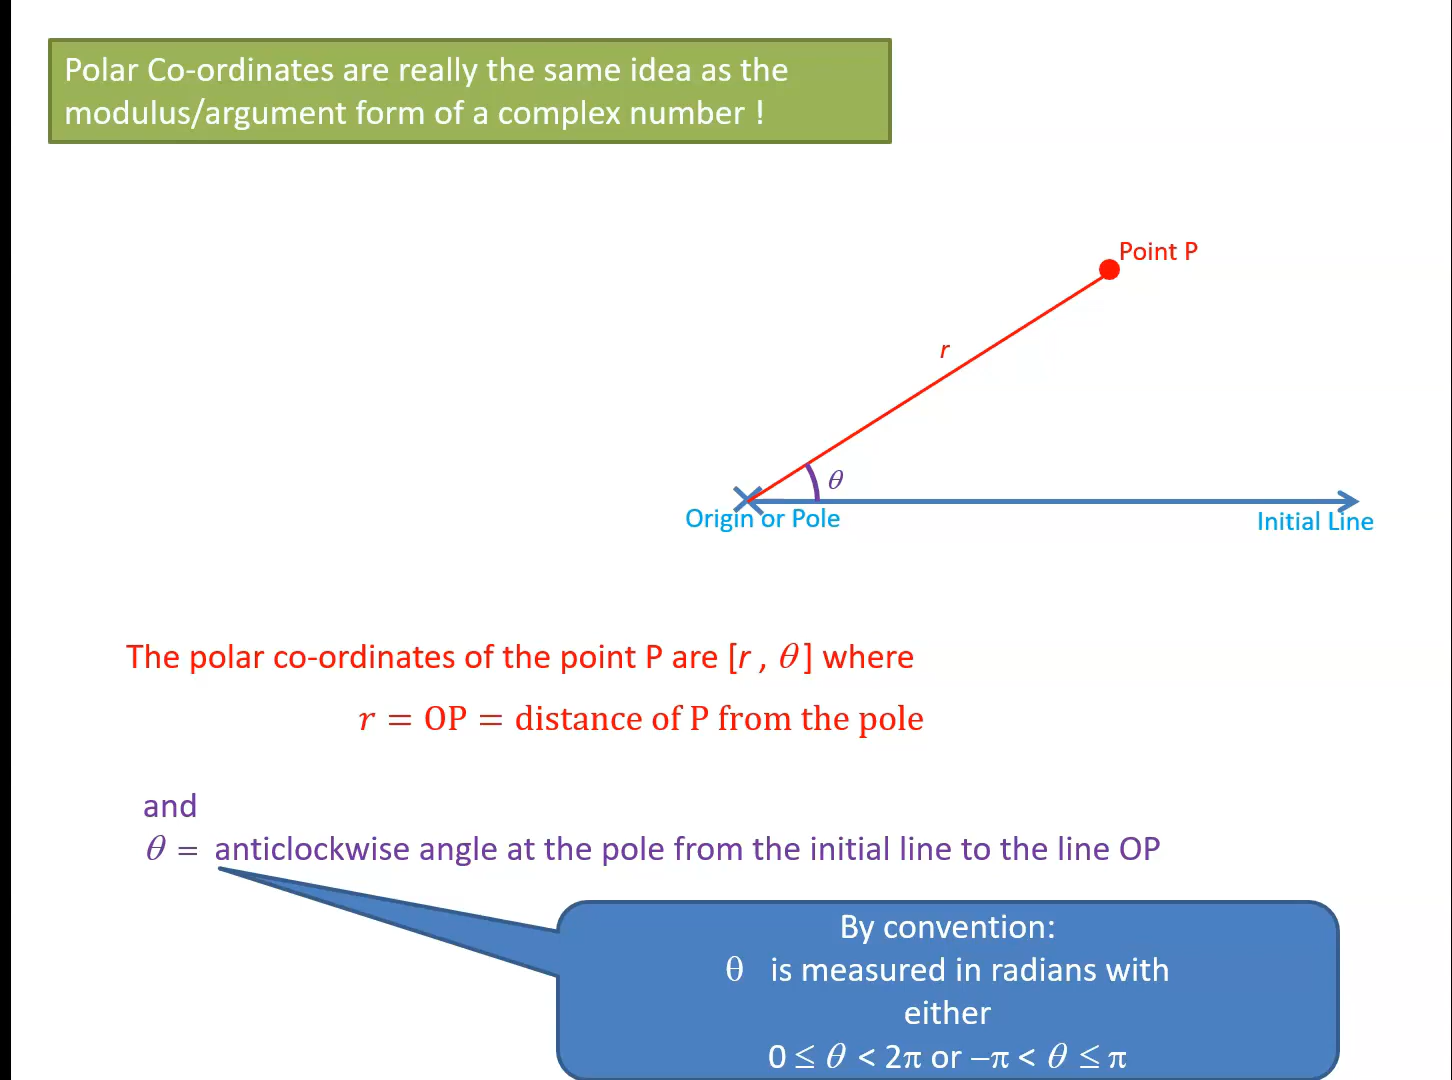 Polar Co-ordinates are really the same idea as the
modulus/argument form of a complex number !
Point P
r
θ
Origin or Pole
Initial Line
The polar co-ordinates of the point P are [r , θ] where
r = OP = distance of P from the pole
and
θ = anticlockwise angle at the pole from the initial line to the line OP
By convention:
θ is measured in radians with
either
0 ≤ θ < 2π or –π < θ ≤ π